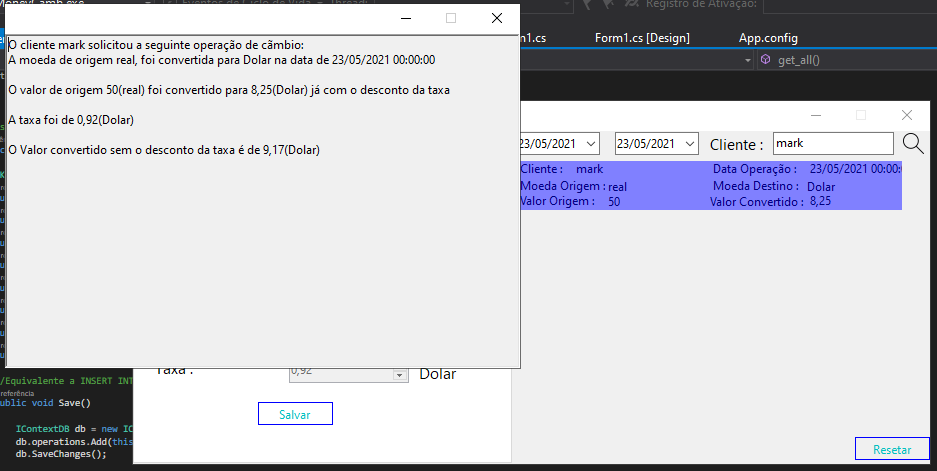 Eventos de Ciclo de Vida
Thread:
Registro de Ativação:
O cliente mark solicitou a seguinte operação de cãmbio:
A moeda de origem real, foi convertida para Dolar na data de 23/05/2021 00:00:00
O valor de origem 50(real) foi convertido para 8,25(Dolar) já com o desconto da taxa
A taxa foi de 0,92(Dolar)
O Valor convertido sem o desconto da taxa é de 9,17(Dolar)
m1.cs Form1.cs [Design] App.config
get_all()
23/05/2021 23/05/2021 Cliente : mark
Cliente : mark Data Operação : 23/05/2021 00:00:
Moeda Origem : real Moeda Destino : Dolar
Valor Origem : 50 Valor Convertido : 8,25
Taxa : 0,92 Dolar
Salvar
Resetar
/Equivalente a INSERT INT
referência
ublic void Save()
IContextDB db = new IC
db.operations.Add(this
db.SaveChanges();